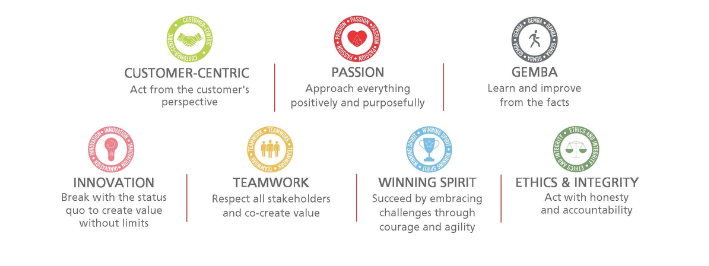 CUSTOMER-CENTRIC
Act from the customer's
perspective
PASSION
Approach everything
positively and purposefully
GEMBA
Learn and improve
from the facts
INNOVATION
Break with the status
quo to create value
without limits
TEAMWORK
Respect all stakeholders
and co-create value
WINNING SPIRIT
Succeed by embracing
challenges through
courage and agility
ETHICS & INTEGRITY
Act with honesty
and accountability